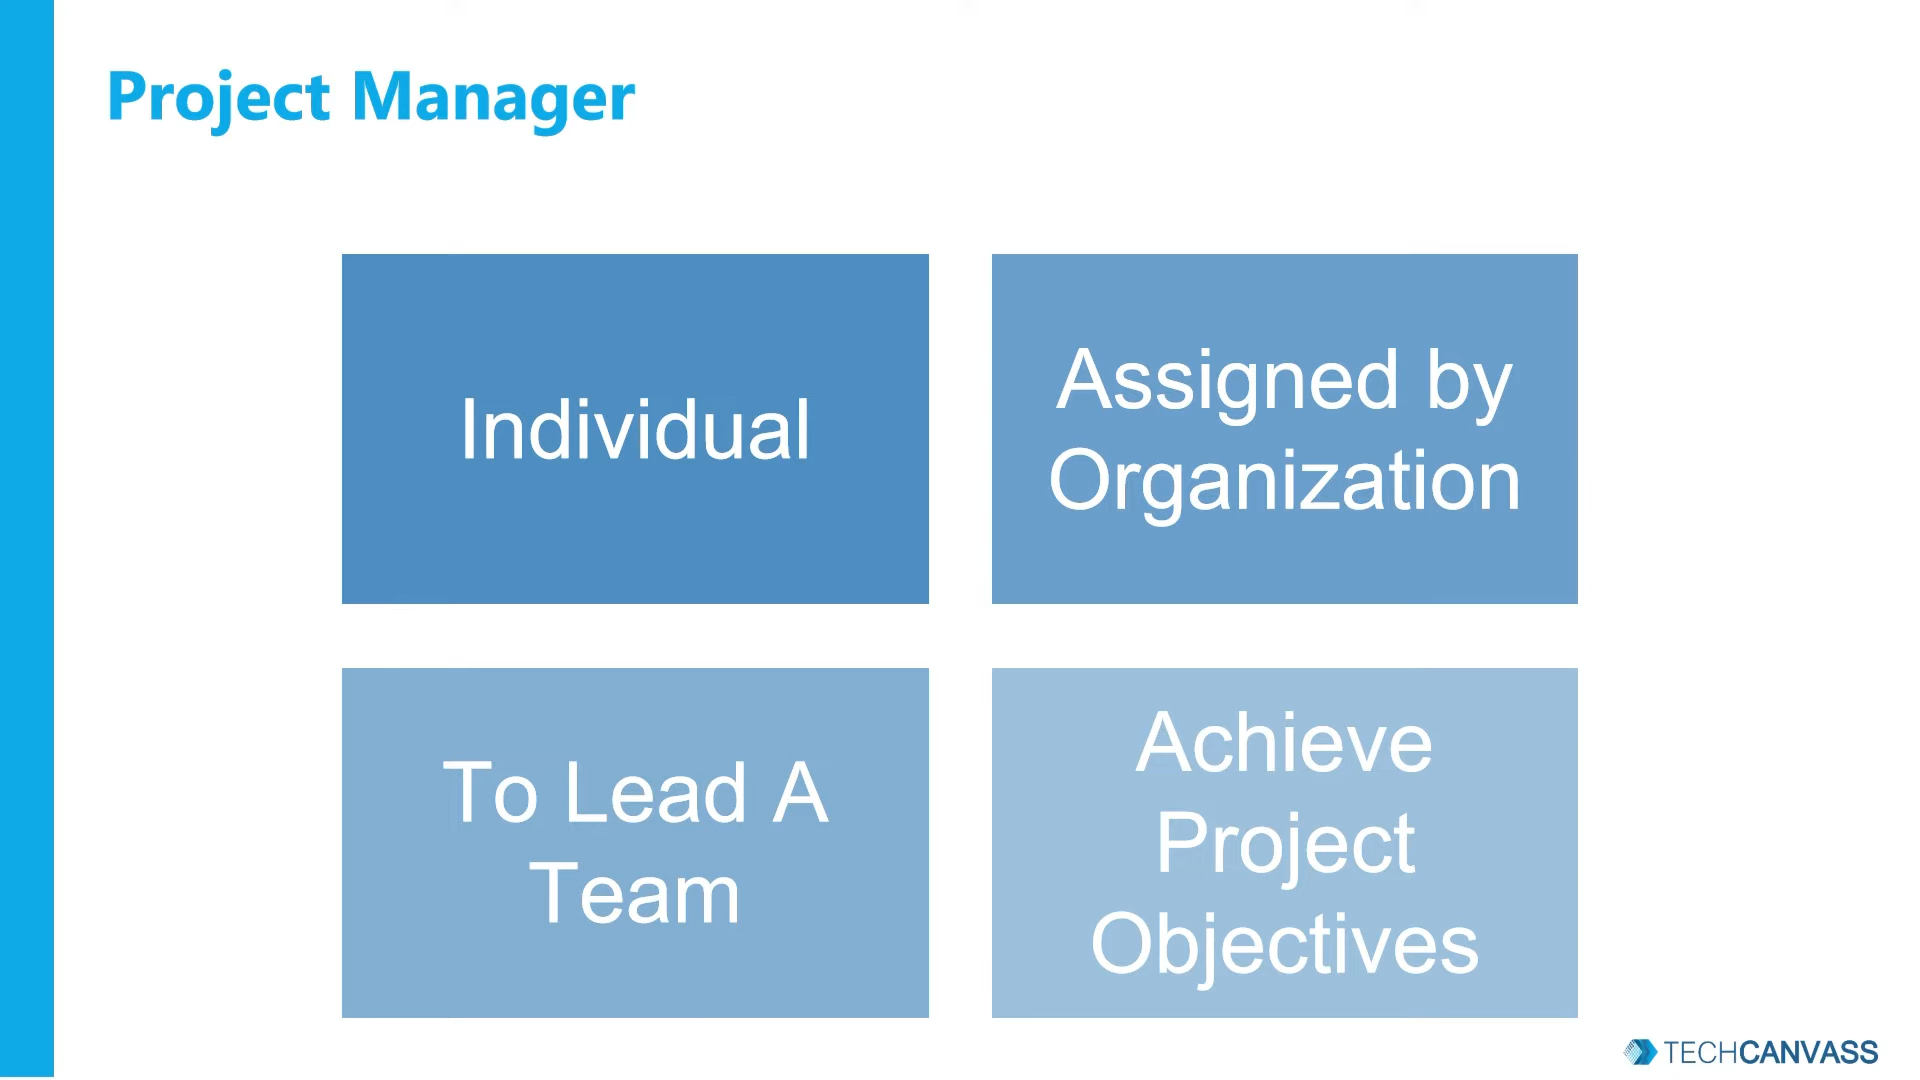 Project Manager
Individual
Assigned by
Organization
To Lead A
Team
Achieve
Project
Objectives
TECHCANVASS